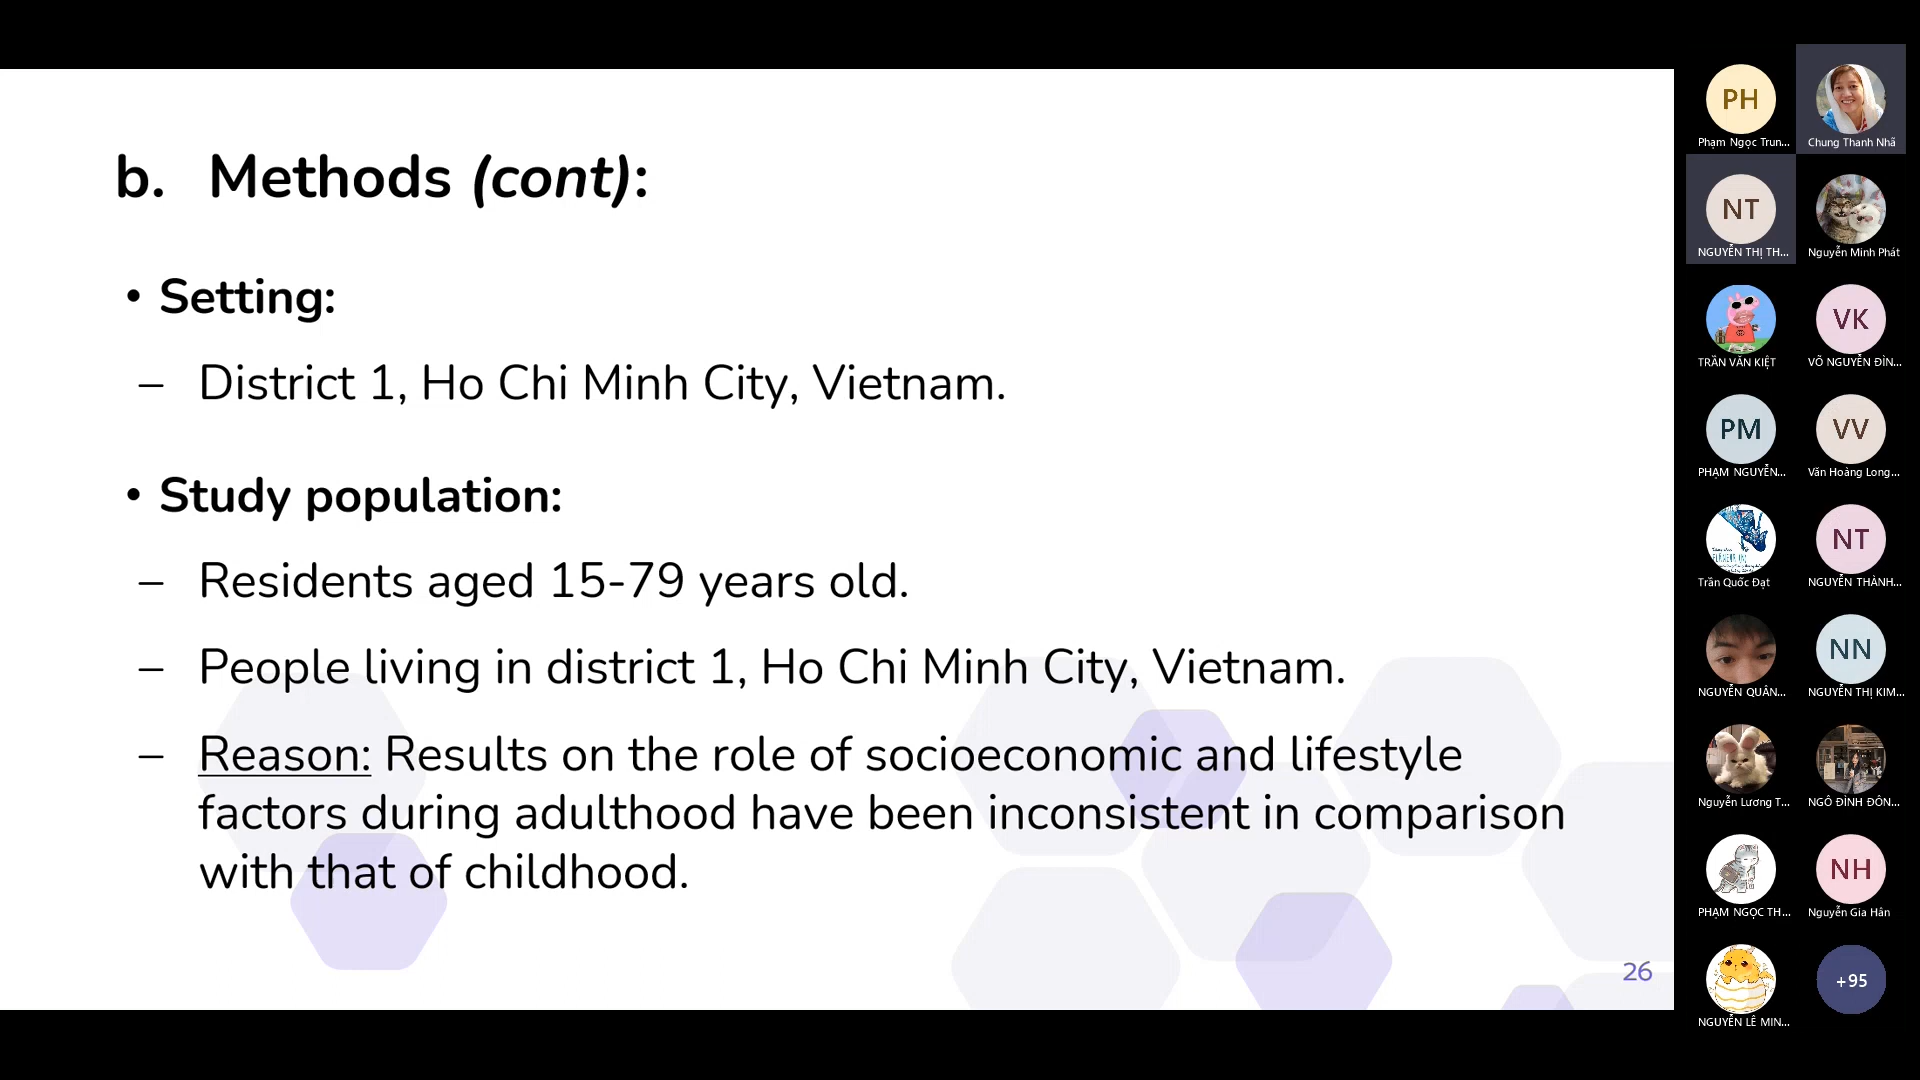 b. Methods (cont):
• Setting:
– District 1, Ho Chi Minh City, Vietnam.
• Study population:
– Residents aged 15-79 years old.
– People living in district 1, Ho Chi Minh City, Vietnam.
– Reason: Results on the role of socioeconomic and lifestyle
factors during adulthood have been inconsistent in comparison
with that of childhood.
26
PH
Phạm Ngọc Trun...
Chung Thanh Nhã
NT
NGUYỄN THỊ TH...
Nguyễn Minh Phát
TRẦN VĂN KIỆT
VK
VÕ NGUYỄN ĐÌN...
PM
PHẠM NGUYỄN...
VV
Văn Hoàng Long...
Trần Quốc Đạt
NT
NGUYỄN THÀNH...
NGUYỄN QUÂN...
NN
NGUYỄN THỊ KIM...
Nguyễn Lương T...
NGÔ ĐÌNH ĐÔN...
PHẠM NGỌC TH...
NH
Nguyễn Gia Hân
NGUYỄN LÊ MIN...
+95